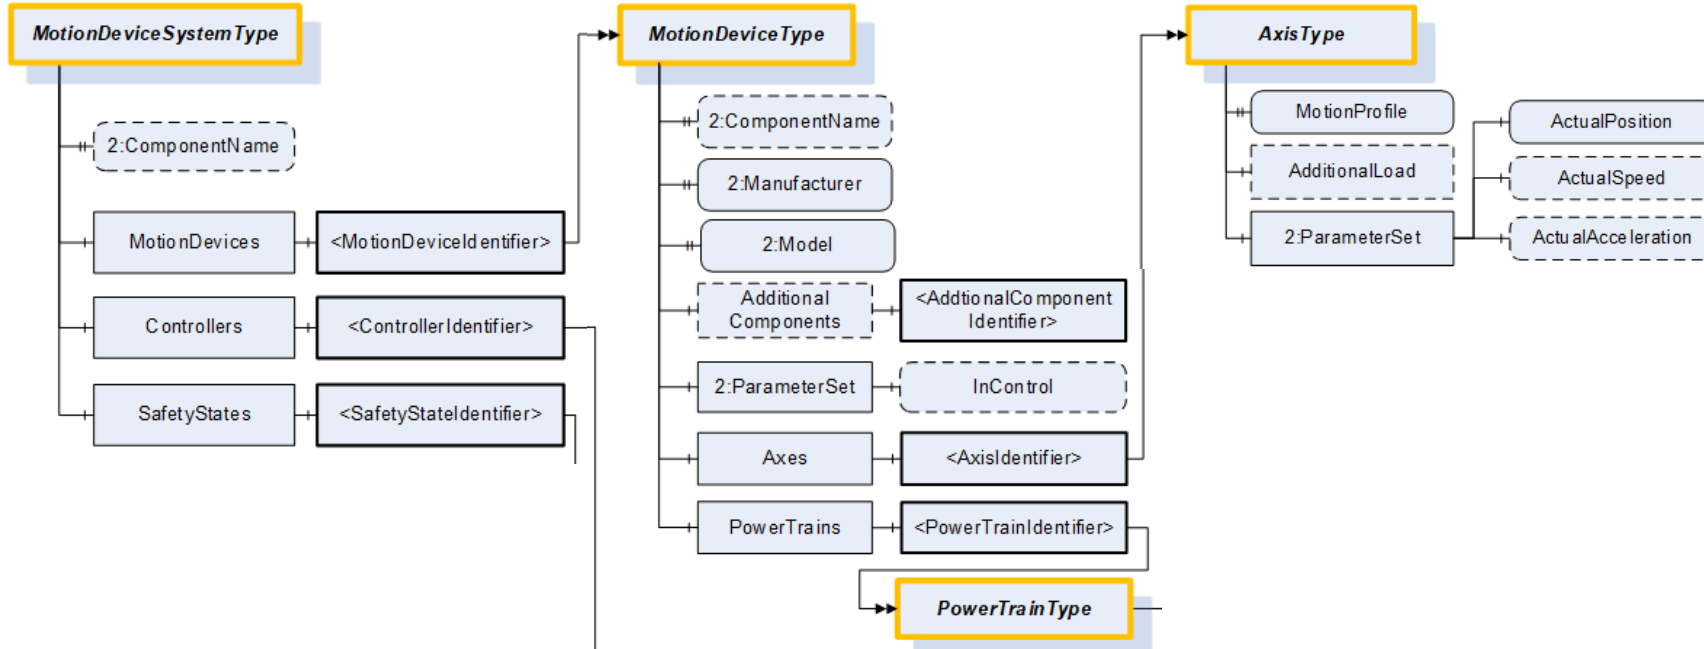 MotionDeviceSystemType
2:ComponentName
MotionDevices
<MotionDeviceIdentifier>
Controllers
<ControllerIdentifier>
SafetyStates
<SafetyStateIdentifier>
MotionDeviceType
2:ComponentName
2:Manufacturer
2:Model
Additional
Components
<AddtionalComponent
Identifier>
2:ParameterSet
InControl
Axes
<AxisIdentifier>
PowerTrains
<PowerTrainIdentifier>
PowerTrainType
AxisType
MotionProfile
AdditionalLoad
2:ParameterSet
ActualPosition
ActualSpeed
ActualAcceleration